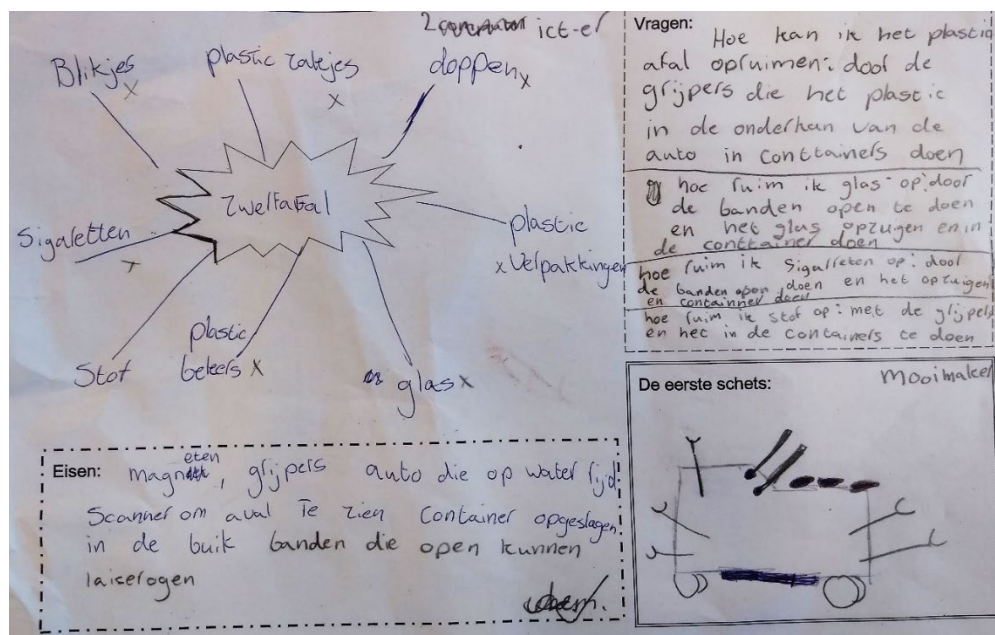 ict-er
Blikjes x
plastic zakjes x
doppen x
zwerfafal
Sigaretten x
plastic
x Verpakkingen
Stof
plastic
bekers x
glas x
Vragen:
Hoe kan ik het plastic
afal opruimen: door de
grijpers die het plastic
in de onderkan van de
auto in conttainers doen
hoe ruim ik glas op: door
de banden open te doen
en het glas opzugen en in
de conttainer doen
hoe ruim ik Sigarreten op: door
de banden open doen en het opzuigen
en containner doen
hoe ruim ik stof op: met de grijpers
en het in de containers te doen
Eisen: magneten, grijpers auto die op water rijd.
Scanner om aval Te zien Container opgeslagen
in de buik banden die open kunnen
laiserogen
De eerste schets:
Mooimaker